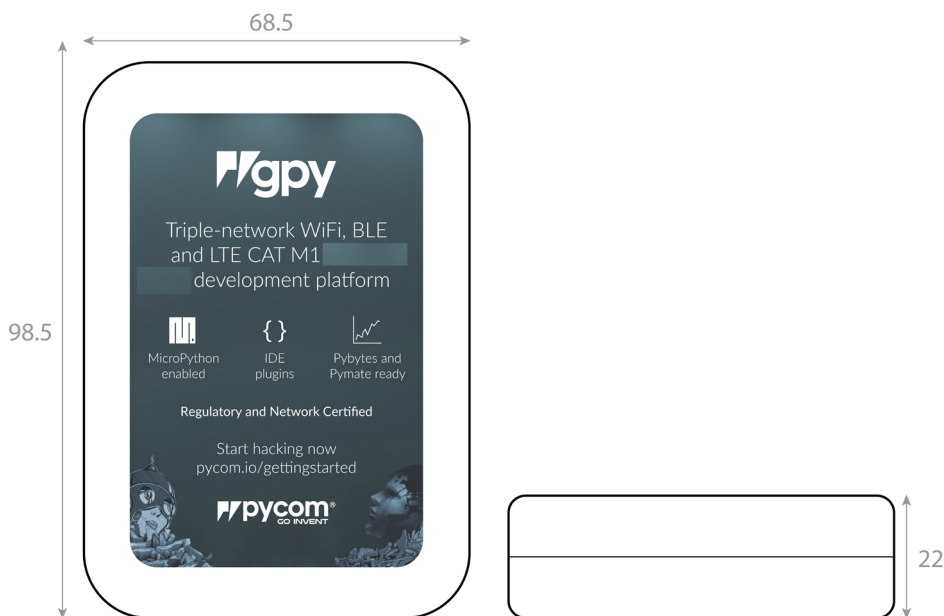 68.5
98.5
gpy
Triple-network WiFi, BLE
and LTE CAT M1
development platform
MicroPython
enabled
IDE
plugins
Pybytes and
Pymate ready
Regulatory and Network Certified
Start hacking now
pycom.io/gettingstarted
pycom®
GO INVENT
22